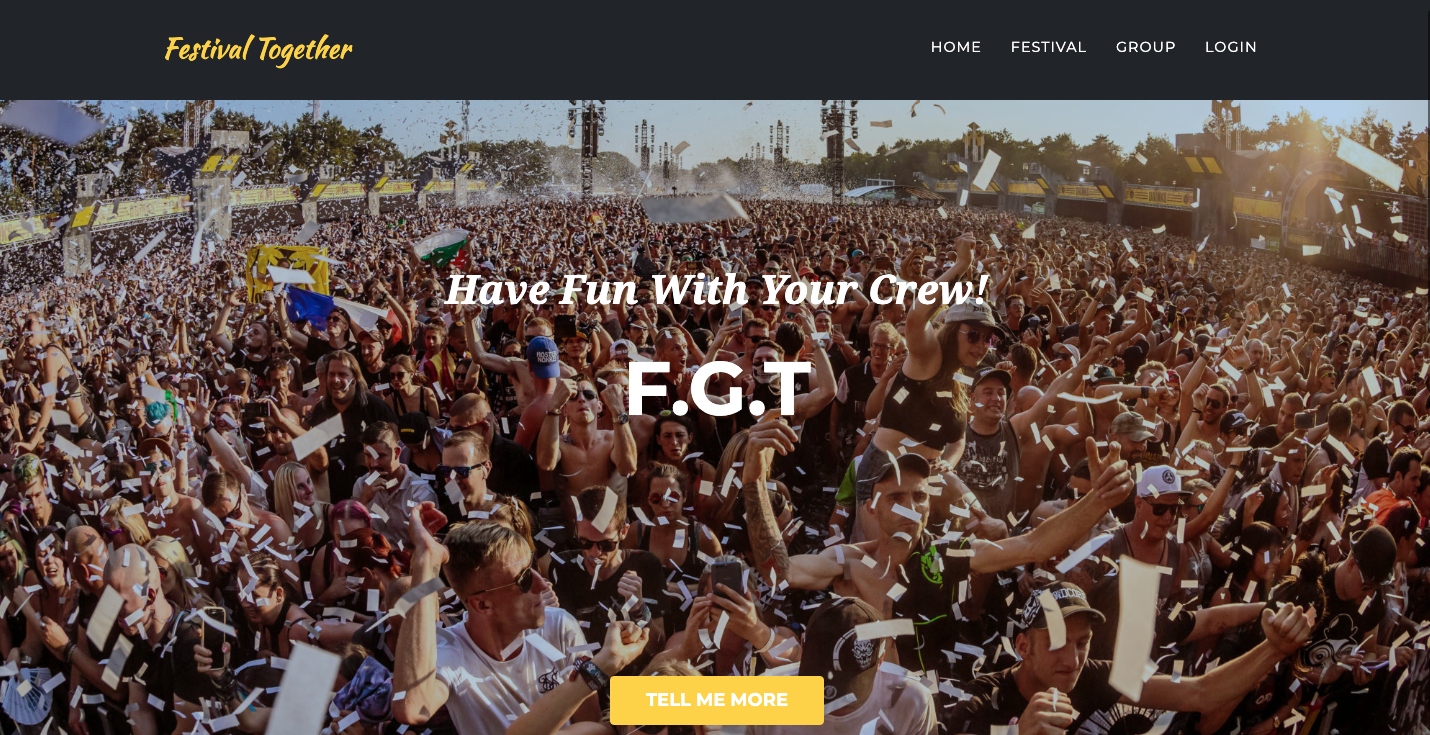 Festival Together
HOME FESTIVAL GROUP LOGIN
Have Fun With Your Crew!
F.G.T
TELL ME MORE